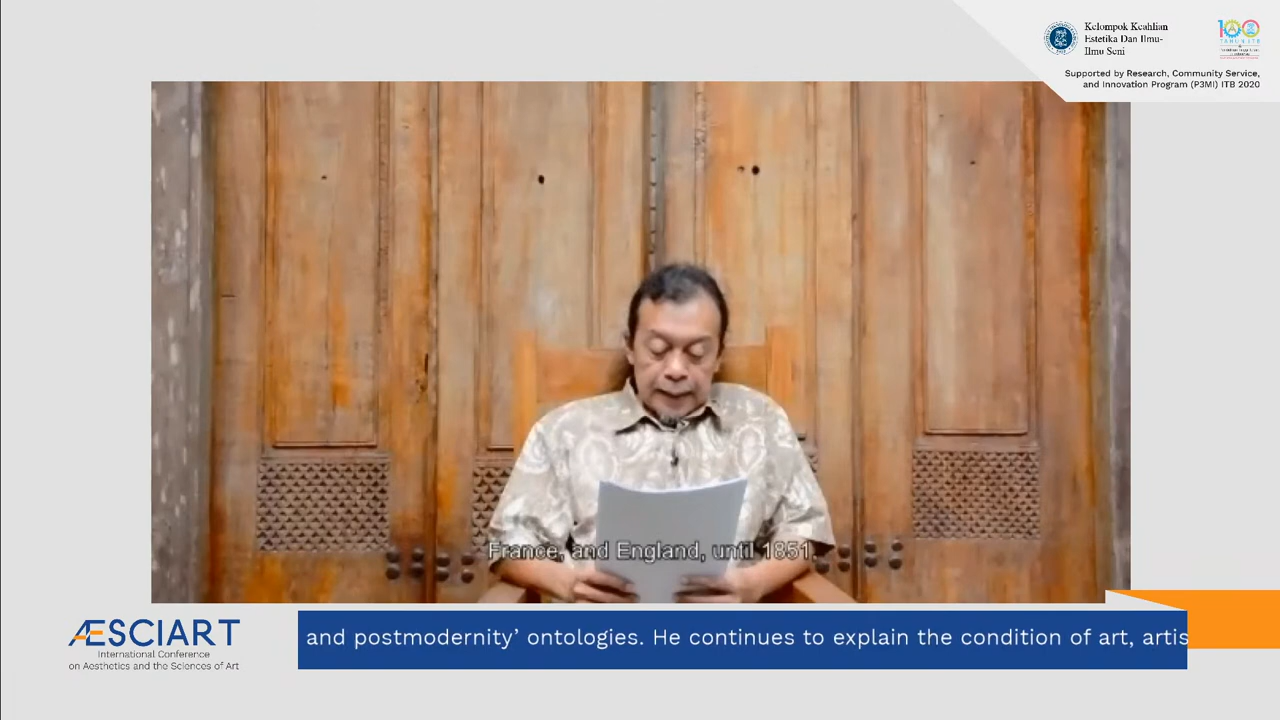 Kelompok Keahlian
Estetika Dan Ilmu-
Ilmu Seni
100
Supported by Research, Community Service,
and Innovation Program (P3MI) ITB 2020
France, and England, until 1851.
ÆSCIART
International Conference
on Aesthetics and the Sciences of Art
and postmodernity’ ontologies. He continues to explain the condition of art, artis